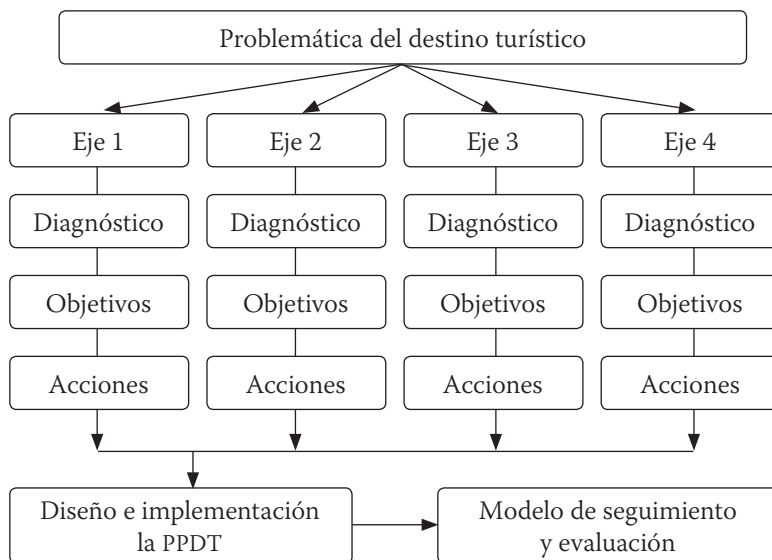 Problemática del destino turístico
Eje 1
Eje 2
Eje 3
Eje 4
Diagnóstico
Diagnóstico
Diagnóstico
Diagnóstico
Objetivos
Objetivos
Objetivos
Objetivos
Acciones
Acciones
Acciones
Acciones
Diseño e implementación
la PPDT
Modelo de seguimiento
y evaluación